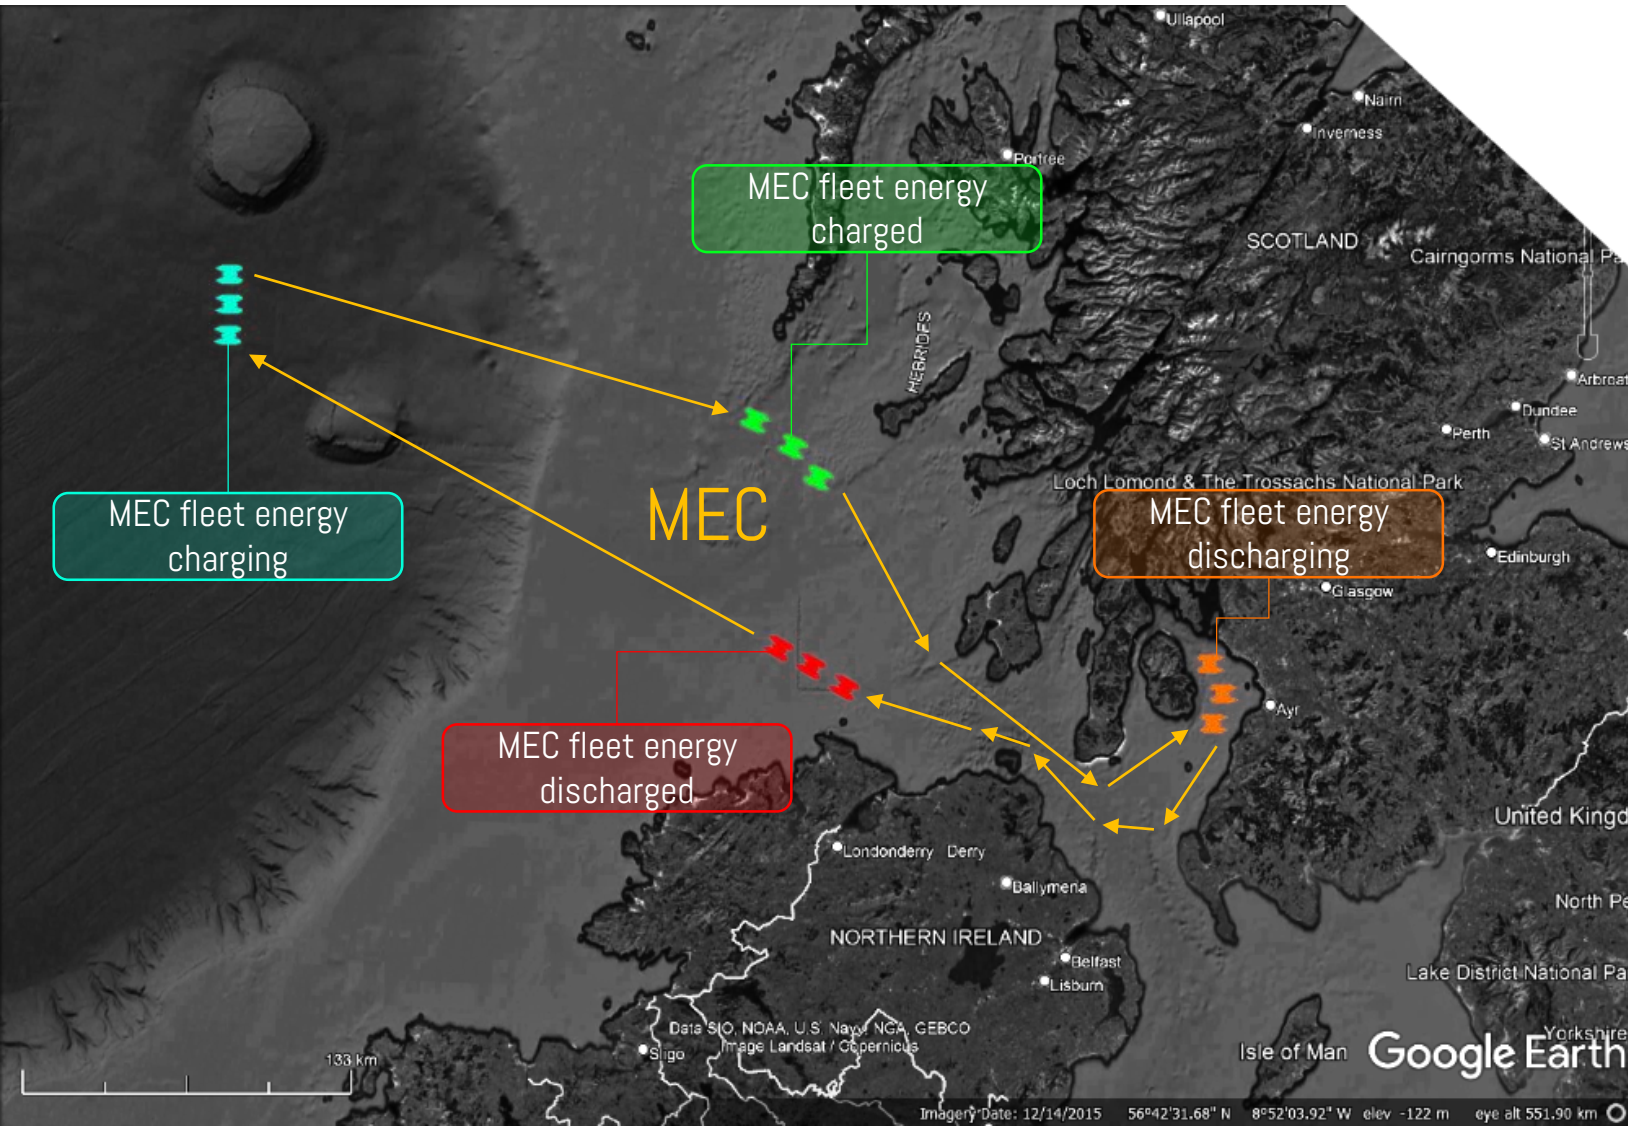 Ullapool
Nairn
Inverness
Portree
MEC fleet energy
charged
SCOTLAND
Cairngorms National Pa
HEBRIDES
Arbroat
Dundee
Perth
St Andrews
Loch Lomond & The Trossachs National Park
MEC
MEC fleet energy
charging
MEC fleet energy
discharging
Edinburgh
Glasgow
Ayr
MEC fleet energy
discharged
United Kingd
Londonderry Derry
Ballymena
North Pe
NORTHERN IRELAND
Belfast
Lisburn
Lake District National Pa
Data SIO, NOAA, U.S. Navy, NGA, GEBCO
Image Landsat / Copernicus
Sligo
Yorkshire
Isle of Man
Google Earth
133 km
Imagery Date: 12/14/2015 56°42'31.68" N 8°52'03.92" W elev -122 m eye alt 551.90 km